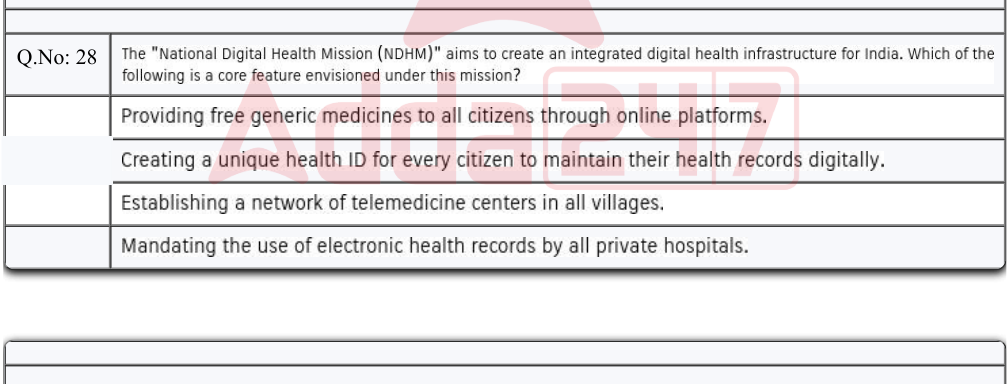 Q.No: 28
The "National Digital Health Mission (NDHM)" aims to create an integrated digital health infrastructure for India. Which of the
following is a core feature envisioned under this mission?
Providing free generic medicines to all citizens through online platforms.
Creating a unique health ID for every citizen to maintain their health records digitally.
Establishing a network of telemedicine centers in all villages.
Mandating the use of electronic health records by all private hospitals.
Adda247